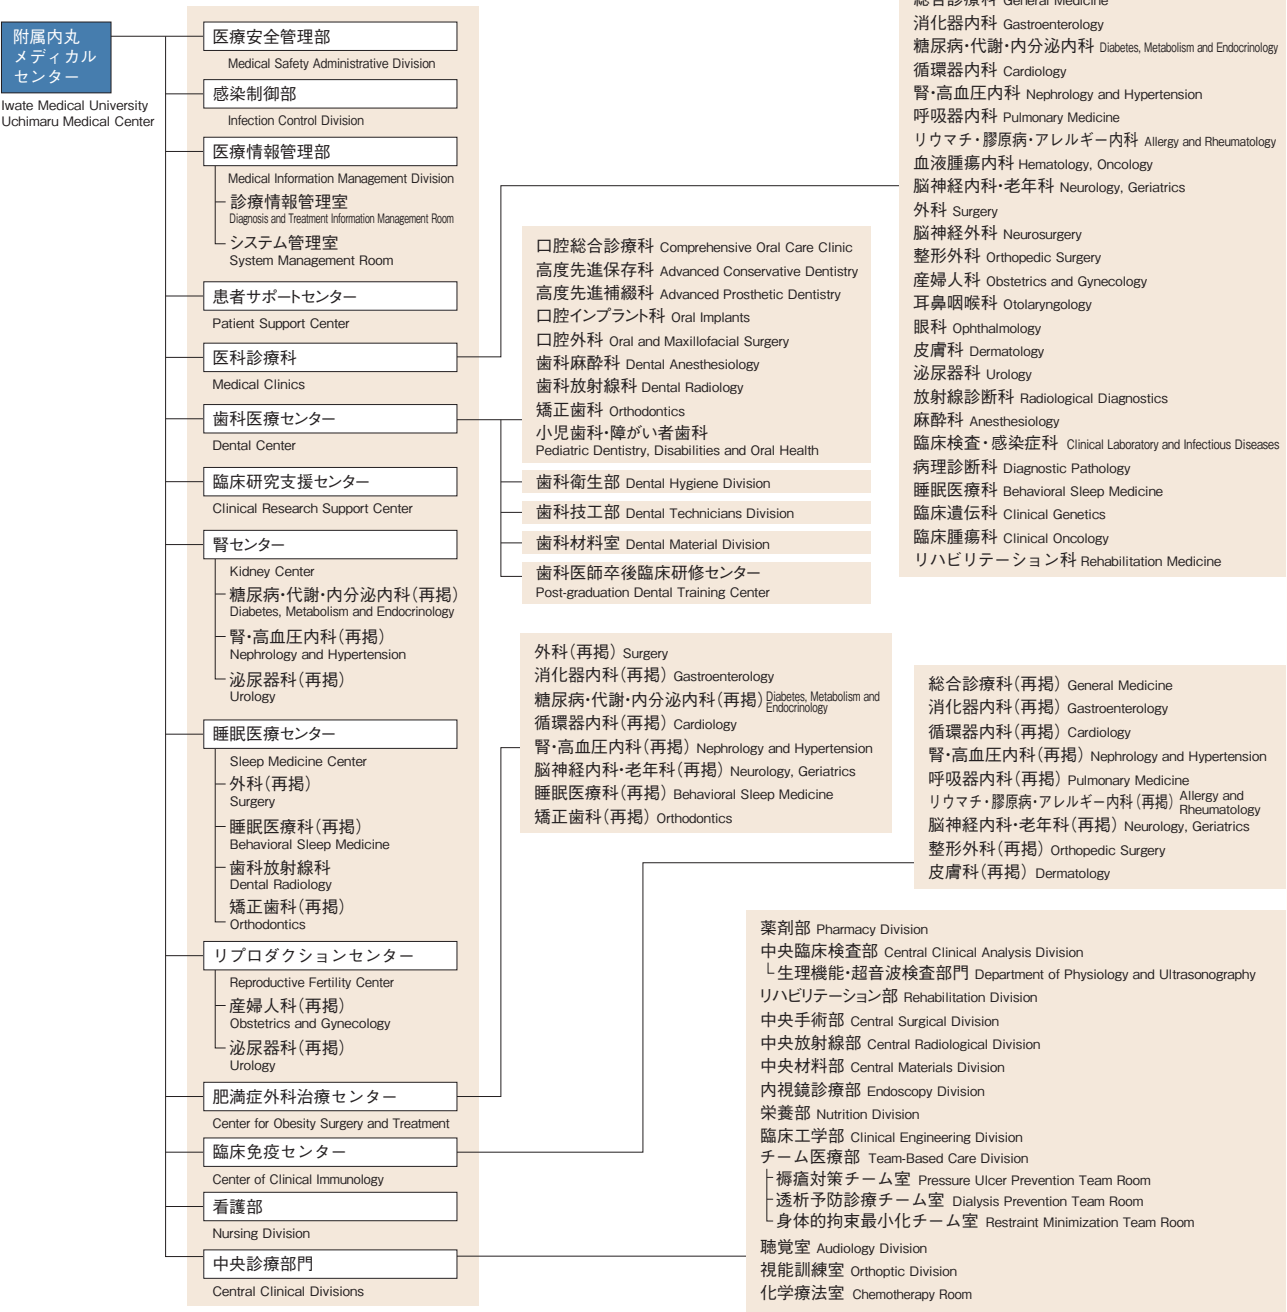 附属内丸
メディカル
センター
Iwate Medical University
Uchimaru Medical Center
医療安全管理部
Medical Safety Administrative Division
感染制御部
Infection Control Division
医療情報管理部
Medical Information Management Division
診療情報管理室
Diagnosis and Treatment Information Management Room
システム管理室
System Management Room
患者サポートセンター
Patient Support Center
医科診療科
Medical Clinics
歯科医療センター
Dental Center
臨床研究支援センター
Clinical Research Support Center
腎センター
Kidney Center
糖尿病・代謝・内分泌内科(再掲)
Diabetes, Metabolism and Endocrinology
腎・高血圧内科(再掲)
Nephrology and Hypertension
泌尿器科(再掲)
Urology
睡眠医療センター
Sleep Medicine Center
外科(再掲)
Surgery
睡眠医療科(再掲)
Behavioral Sleep Medicine
歯科放射線科
Dental Radiology
矯正歯科(再掲)
Orthodontics
リプロダクションセンター
Reproductive Fertility Center
産婦人科(再掲)
Obstetrics and Gynecology
泌尿器科(再掲)
Urology
肥満症外科治療センター
Center for Obesity Surgery and Treatment
臨床免疫センター
Center of Clinical Immunology
看護部
Nursing Division
中央診療部門
Central Clinical Divisions
口腔総合診療科 Comprehensive Oral Care Clinic
高度先進保存科 Advanced Conservative Dentistry
高度先進補綴科 Advanced Prosthetic Dentistry
口腔インプラント科 Oral Implants
口腔外科 Oral and Maxillofacial Surgery
歯科麻酔科 Dental Anesthesiology
歯科放射線科 Dental Radiology
矯正歯科 Orthodontics
小児歯科・障がい者歯科
Pediatric Dentistry, Disabilities and Oral Health
歯科衛生部 Dental Hygiene Division
歯科技工部 Dental Technicians Division
歯科材料室 Dental Material Division
歯科医師卒後臨床研修センター
Post-graduation Dental Training Center
外科(再掲) Surgery
消化器内科(再掲) Gastroenterology
糖尿病・代謝・内分泌内科(再掲) Diabetes, Metabolism and
Endocrinology
循環器内科(再掲) Cardiology
腎・高血圧内科(再掲) Nephrology and Hypertension
脳神経内科・老年科(再掲) Neurology, Geriatrics
睡眠医療科(再掲) Behavioral Sleep Medicine
矯正歯科(再掲) Orthodontics
総合診療科 General Medicine
消化器内科 Gastroenterology
糖尿病・代謝・内分泌内科 Diabetes, Metabolism and Endocrinology
循環器内科 Cardiology
腎・高血圧内科 Nephrology and Hypertension
呼吸器内科 Pulmonary Medicine
リウマチ・膠原病・アレルギー内科 Allergy and Rheumatology
血液腫瘍内科 Hematology, Oncology
脳神経内科・老年科 Neurology, Geriatrics
外科 Surgery
脳神経外科 Neurosurgery
整形外科 Orthopedic Surgery
産婦人科 Obstetrics and Gynecology
耳鼻咽喉科 Otolaryngology
眼科 Ophthalmology
皮膚科 Dermatology
泌尿器科 Urology
放射線診断科 Radiological Diagnostics
麻酔科 Anesthesiology
臨床検査・感染症科 Clinical Laboratory and Infectious Diseases
病理診断科 Diagnostic Pathology
睡眠医療科 Behavioral Sleep Medicine
臨床遺伝科 Clinical Genetics
臨床腫瘍科 Clinical Oncology
リハビリテーション科 Rehabilitation Medicine
総合診療科(再掲) General Medicine
消化器内科(再掲) Gastroenterology
循環器内科(再掲) Cardiology
腎・高血圧内科(再掲) Nephrology and Hypertension
呼吸器内科(再掲) Pulmonary Medicine
リウマチ・膠原病・アレルギー内科(再掲) Allergy and
Rheumatology
脳神経内科・老年科(再掲) Neurology, Geriatrics
整形外科(再掲) Orthopedic Surgery
皮膚科(再掲) Dermatology
薬剤部 Pharmacy Division
中央臨床検査部 Central Clinical Analysis Division
生理機能・超音波検査部門 Department of Physiology and Ultrasonography
リハビリテーション部 Rehabilitation Division
中央手術部 Central Surgical Division
中央放射線部 Central Radiological Division
中央材料部 Central Materials Division
内視鏡診療部 Endoscopy Division
栄養部 Nutrition Division
臨床工学部 Clinical Engineering Division
チーム医療部 Team-Based Care Division
褥瘡対策チーム室 Pressure Ulcer Prevention Team Room
透析予防診療チーム室 Dialysis Prevention Team Room
身体的拘束最小化チーム室 Restraint Minimization Team Room
聴覚室 Audiology Division
視能訓練室 Orthoptic Division
化学療法室 Chemotherapy Room